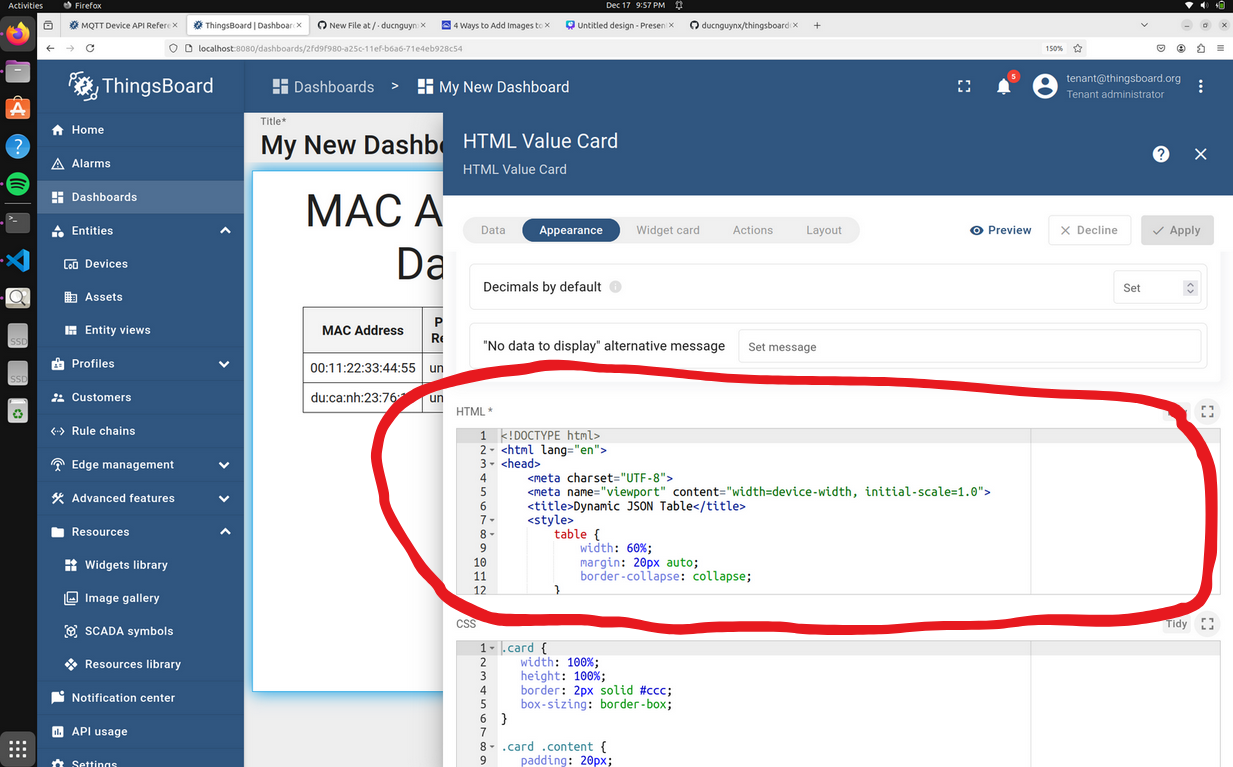 Activities
Firefox
Dec 17 9:57 PM
MQTT Device API Refere
ThingsBoard | Dashboar
New File at / · ducnguyn
4 Ways to Add Images to
Untitled design - Presen
ducnguynx/thingsboard
localhost:8080/dashboards/2fd9f980-a25c-11ef-b6a6-71e4eb928c54
150%
ThingsBoard
Dashboards > My New Dashboard
5
tenant@thingsboard.org
Tenant administrator
Home
Alarms
Dashboards
Entities
Devices
Assets
Entity views
Profiles
Customers
Rule chains
Edge management
Advanced features
Resources
Widgets library
Image gallery
SCADA symbols
Resources library
Notification center
API usage
Settings
SSD
SSD
Title*
My New Dashbo
MAC A
Da
MAC Address
P
Re
00:11:22:33:44:55 un
du:ca:nh:23:76: un
HTML Value Card
HTML Value Card
Data
Appearance
Widget card
Actions
Layout
Preview
Decline
Apply
Decimals by default
Set
"No data to display" alternative message
Set message
HTML *
1 <!DOCTYPE html>
2 <html lang="en">
3 <head>
4 <meta charset="UTF-8">
5 <meta name="viewport" content="width=device-width, initial-scale=1.0">
6 <title>Dynamic JSON Table</title>
7 <style>
8 table {
9 width: 60%;
10 margin: 20px auto;
11 border-collapse: collapse;
12 }
CSS
Tidy
1 .card {
2 width: 100%;
3 height: 100%;
4 border: 2px solid #ccc;
5 box-sizing: border-box;
6 }
7
8 .card .content {
9 padding: 20px;